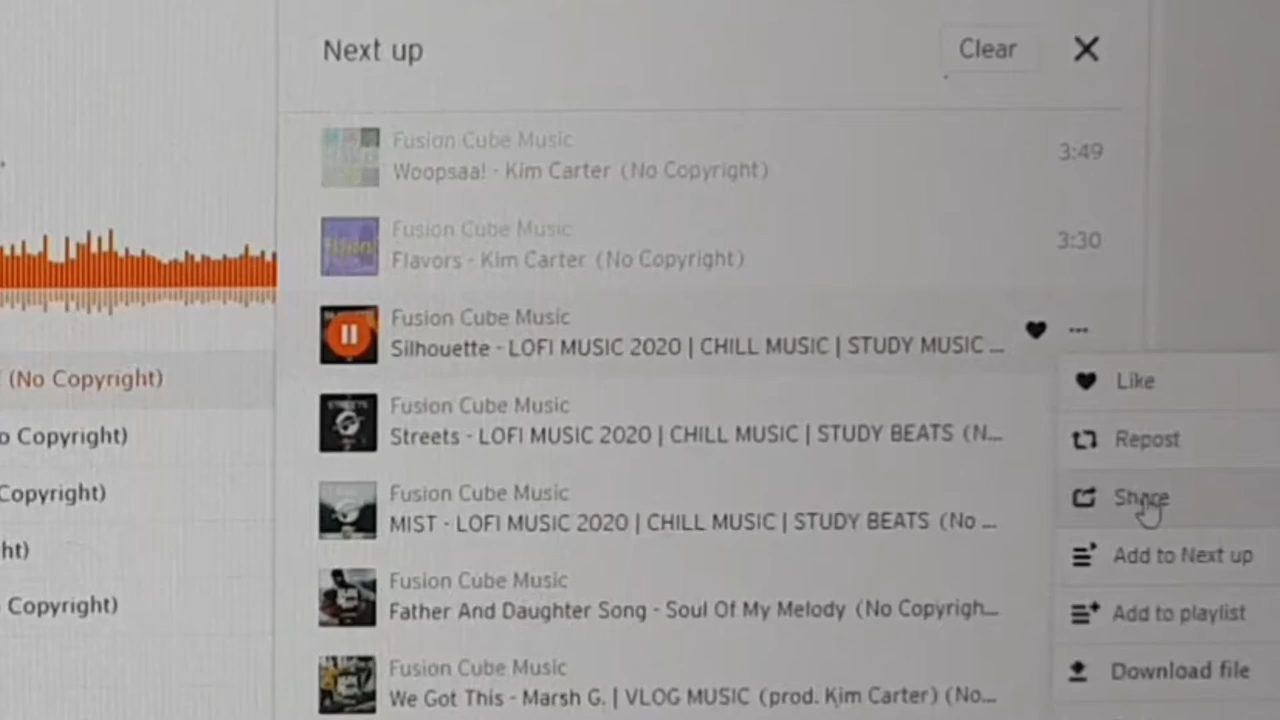 Next up
Clear
Fusion Cube Music
3:49
Woopsaa! - Kim Carter (No Copyright)
Fusion Cube Music
3:30
Flavors - Kim Carter (No Copyright)
Fusion Cube Music
Silhouette - LOFI MUSIC 2020 | CHILL MUSIC | STUDY MUSIC ...
Fusion Cube Music
Streets - LOFI MUSIC 2020 | CHILL MUSIC | STUDY BEATS (N...
Fusion Cube Music
MIST - LOFI MUSIC 2020 | CHILL MUSIC | STUDY BEATS (No ...
Fusion Cube Music
Father And Daughter Song - Soul Of My Melody (No Copyrigh...
Fusion Cube Music
We Got This - Marsh G. | VLOG MUSIC (prod. Kim Carter) (No...
Like
Repost
Share
Add to Next up
Add to playlist
Download file
(No Copyright)
o Copyright)
Copyright)
ht)
Copyright)